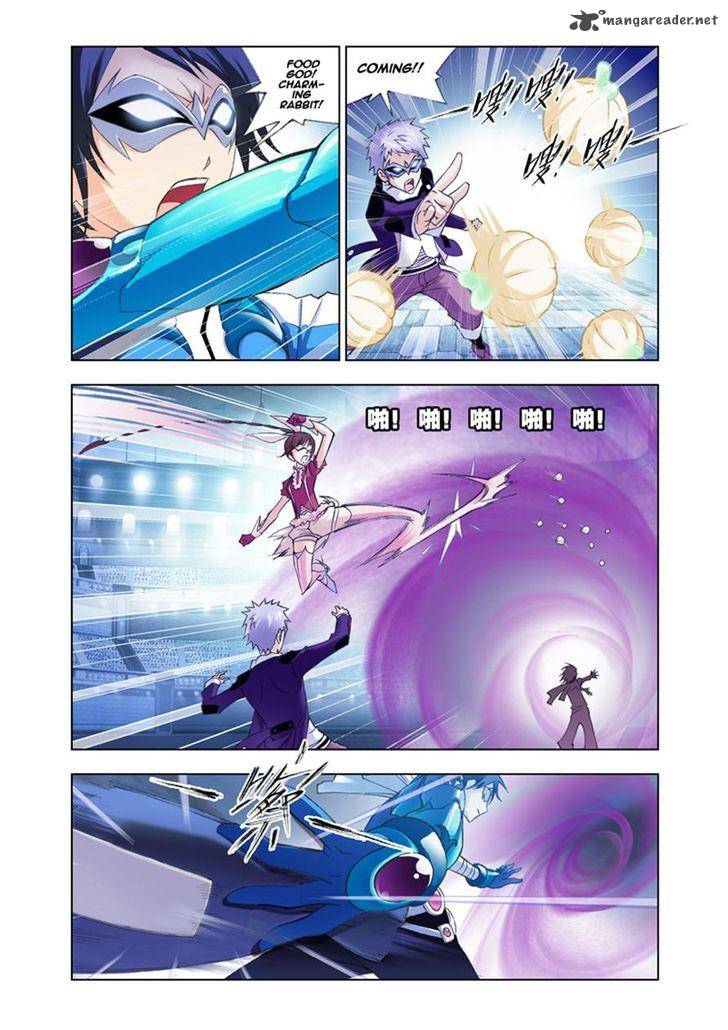 mangareader.net
FOOD
GOD!
CHARM-
ING
RABBIT!
COMING!!
嗖! 嗖!
嗖! 嗖!
啪! 啪! 啪! 啪! 啪!